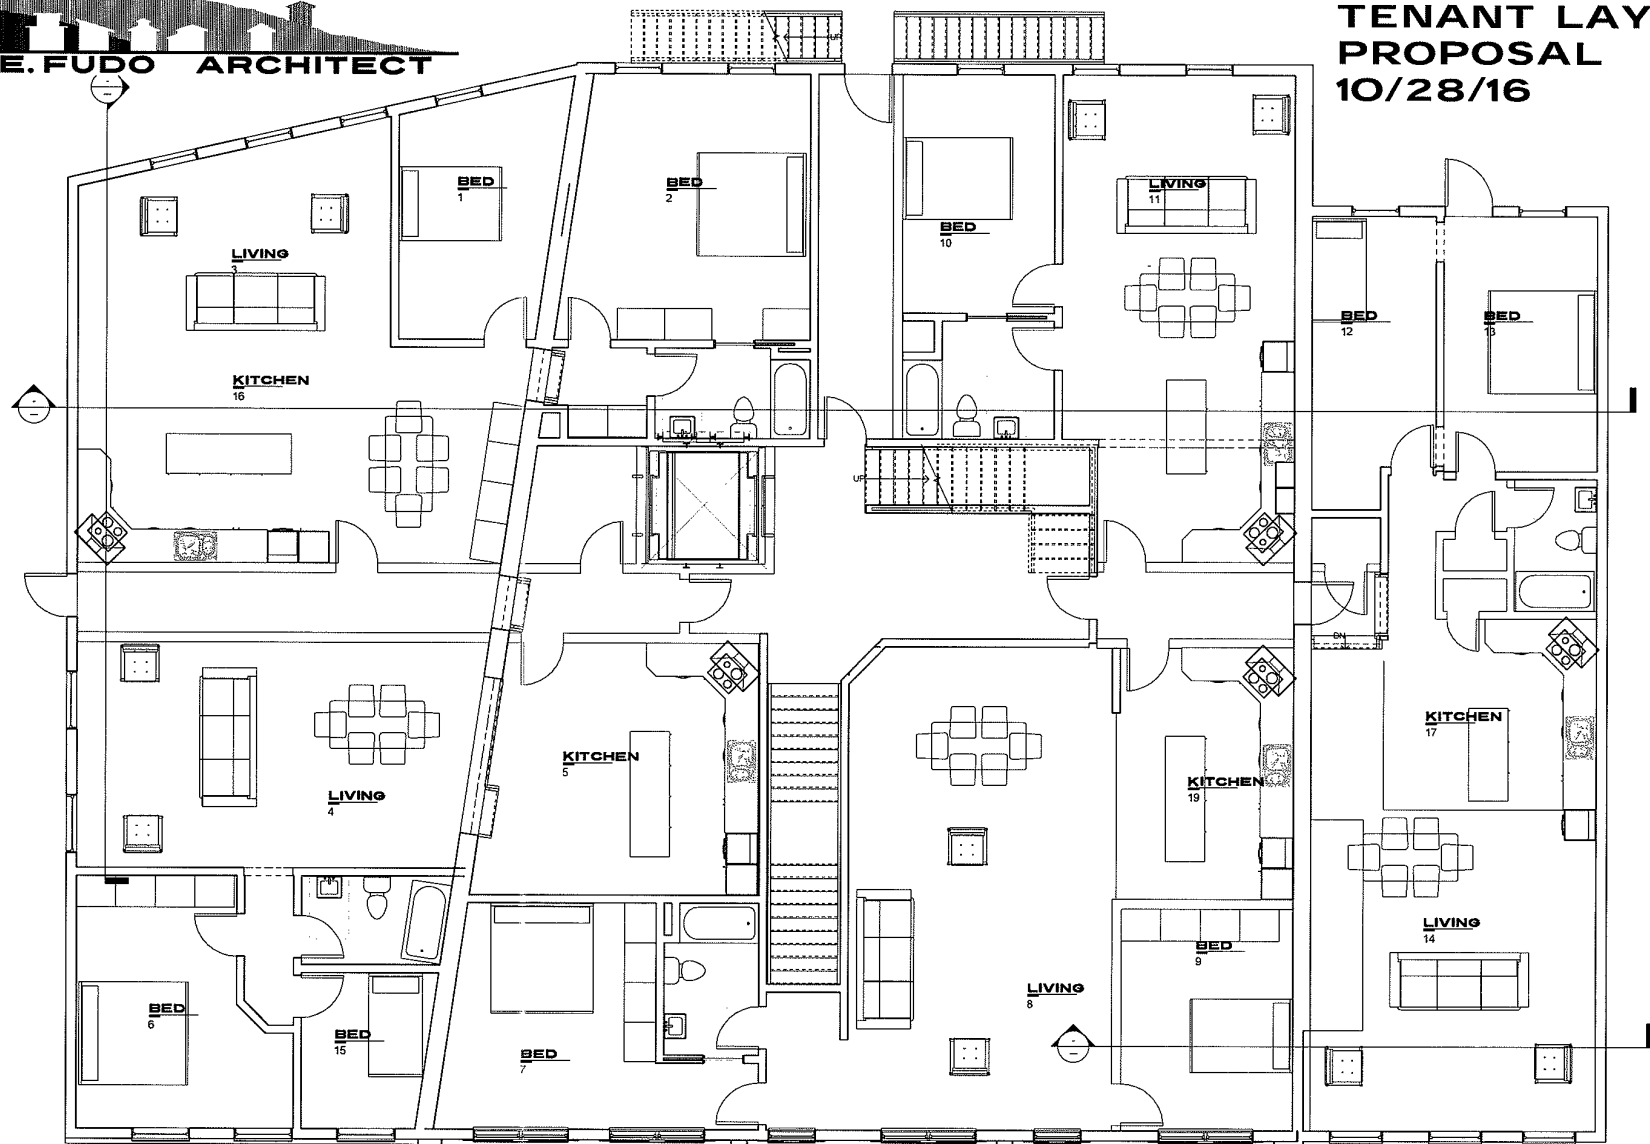 E. FUDO ARCHITECT
TENANT LAY
PROPOSAL
10/28/16
UP
BED
1
BED
2
BED
10
LIVING
11
LIVING
3
BED
12
BED
13
KITCHEN
16
UP
DN
KITCHEN
17
KITCHEN
5
KITCHEN
19
LIVING
4
LIVING
14
BED
9
LIVING
8
BED
6
BED
15
BED
7